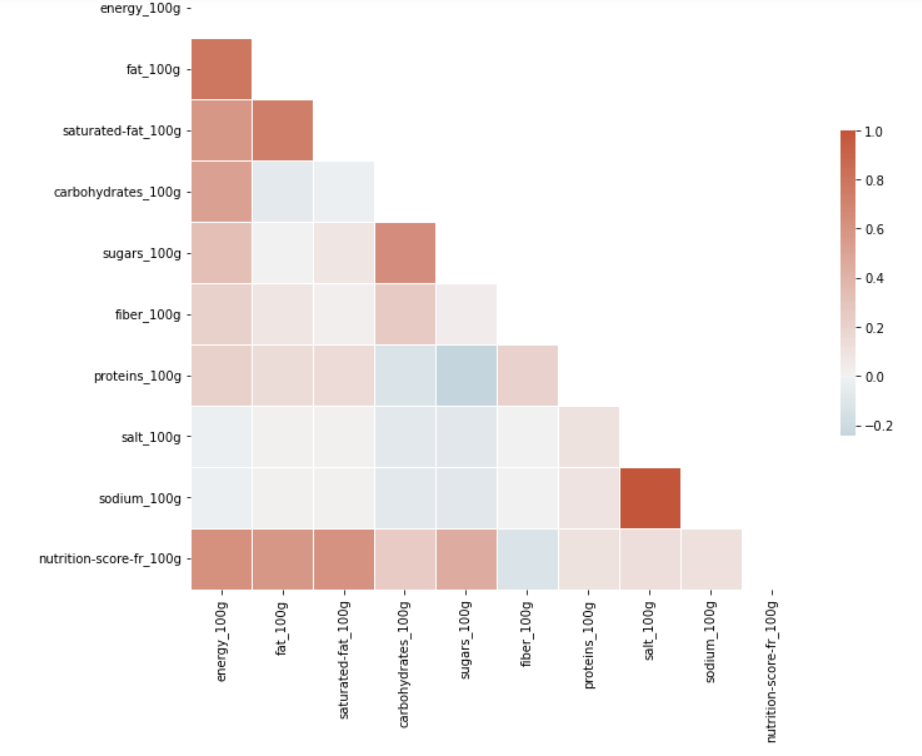 energy_100g
fat_100g
saturated-fat_100g
carbohydrates_100g
sugars_100g
fiber_100g
proteins_100g
salt_100g
sodium_100g
nutrition-score-fr_100g
energy_100g
fat_100g
saturated-fat_100g
carbohydrates_100g
sugars_100g
fiber_100g
proteins_100g
salt_100g
sodium_100g
nutrition-score-fr_100g
1.0
0.8
0.6
0.4
0.2
0.0
−0.2